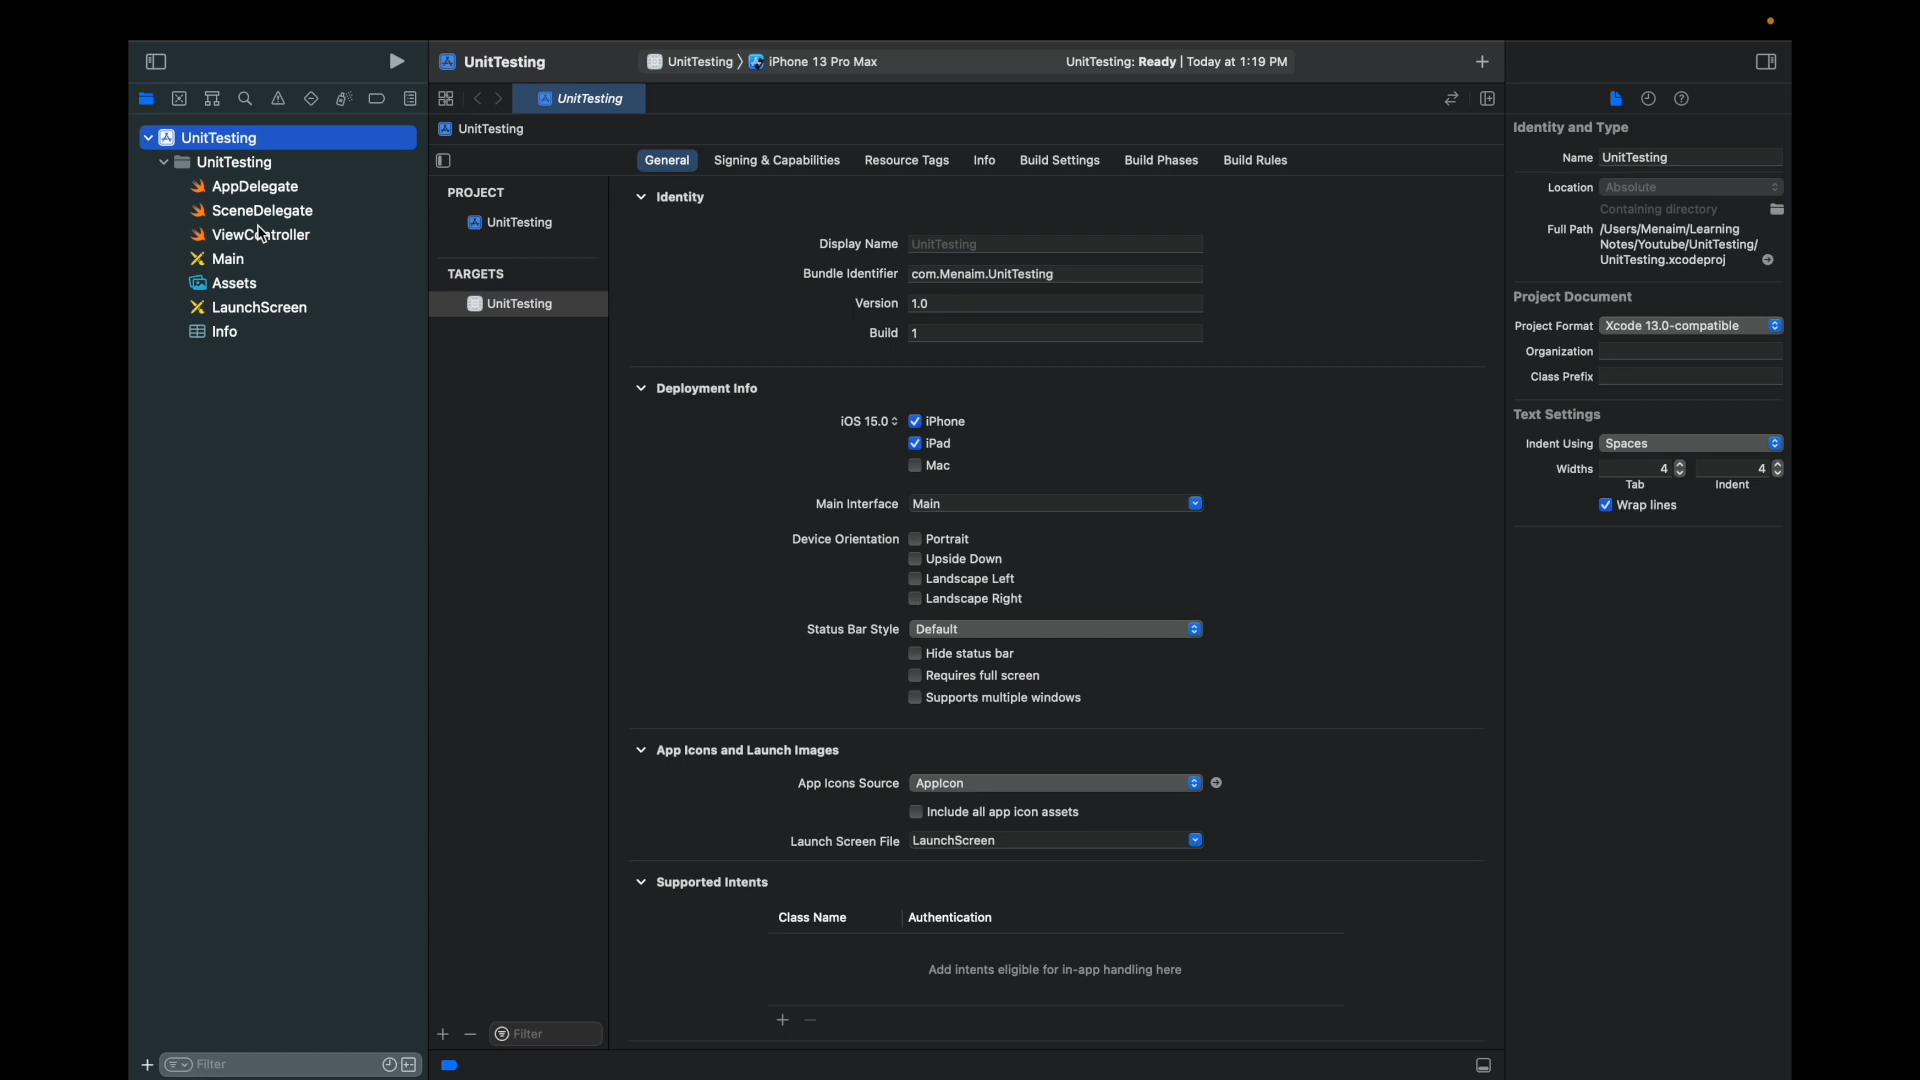 UnitTesting
UnitTesting
AppDelegate
SceneDelegate
ViewController
Main
Assets
LaunchScreen
Info
Filter
UnitTesting
UnitTesting 〉 iPhone 13 Pro Max
UnitTesting: Ready | Today at 1:19 PM
UnitTesting
UnitTesting
General Signing & Capabilities Resource Tags Info Build Settings Build Phases Build Rules
PROJECT
UnitTesting
TARGETS
UnitTesting
Filter
Identity
Display Name UnitTesting
Bundle Identifier com.Menaim.UnitTesting
Version 1.0
Build 1
Deployment Info
iOS 15.0 iPhone
iPad
Mac
Main Interface Main
Device Orientation Portrait
Upside Down
Landscape Left
Landscape Right
Status Bar Style Default
Hide status bar
Requires full screen
Supports multiple windows
App Icons and Launch Images
App Icons Source AppIcon
Include all app icon assets
Launch Screen File LaunchScreen
Supported Intents
Class Name Authentication
Add intents eligible for in-app handling here
Identity and Type
Name UnitTesting
Location Absolute
Containing directory
Full Path /Users/Menaim/Learning
Notes/Youtube/UnitTesting/
UnitTesting.xcodeproj
Project Document
Project Format Xcode 13.0-compatible
Organization
Class Prefix
Text Settings
Indent Using Spaces
Widths 4 4
Tab Indent
Wrap lines